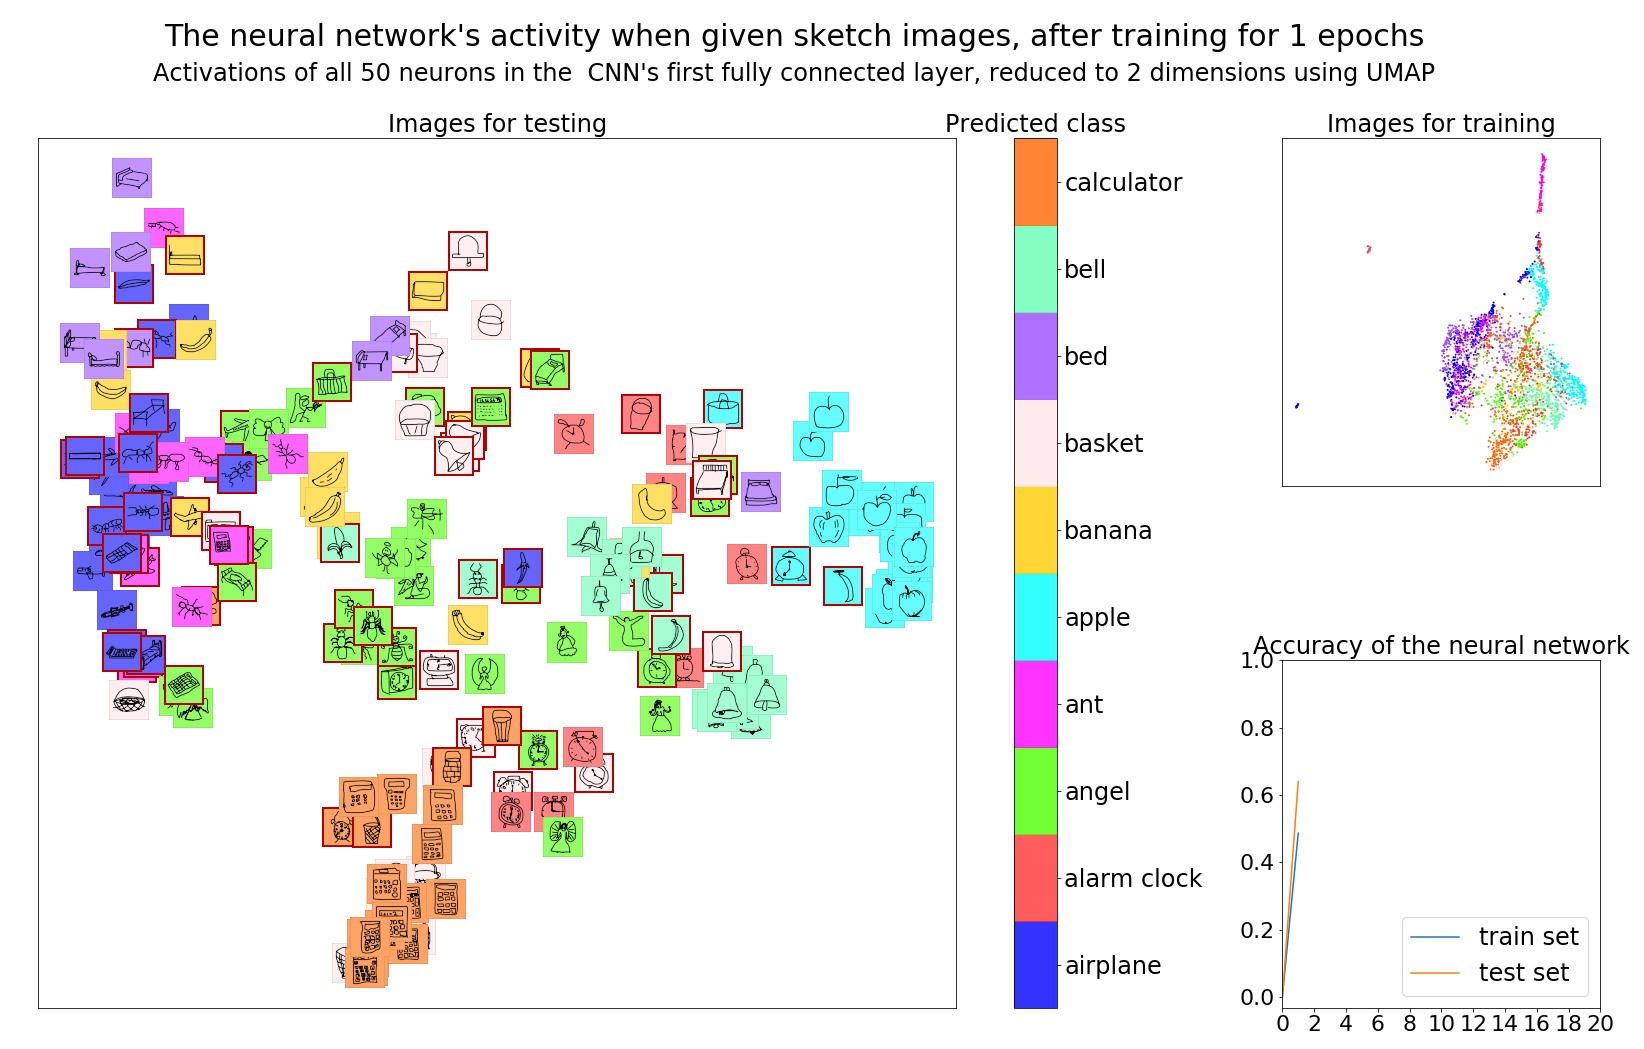 The neural network's activity when given sketch images, after training for 1 epochs
Activations of all 50 neurons in the  CNN's first fully connected layer, reduced to 2 dimensions using UMAP
Images for testing
Predicted class
calculator
bell
bed
basket
banana
apple
ant
angel
alarm clock
airplane
Images for training
Accuracy of the neural network
1.0
0.8
0.6
0.4
0.2
0.0
train set
test set
0 2 4 6 8 10 12 14 16 18 20